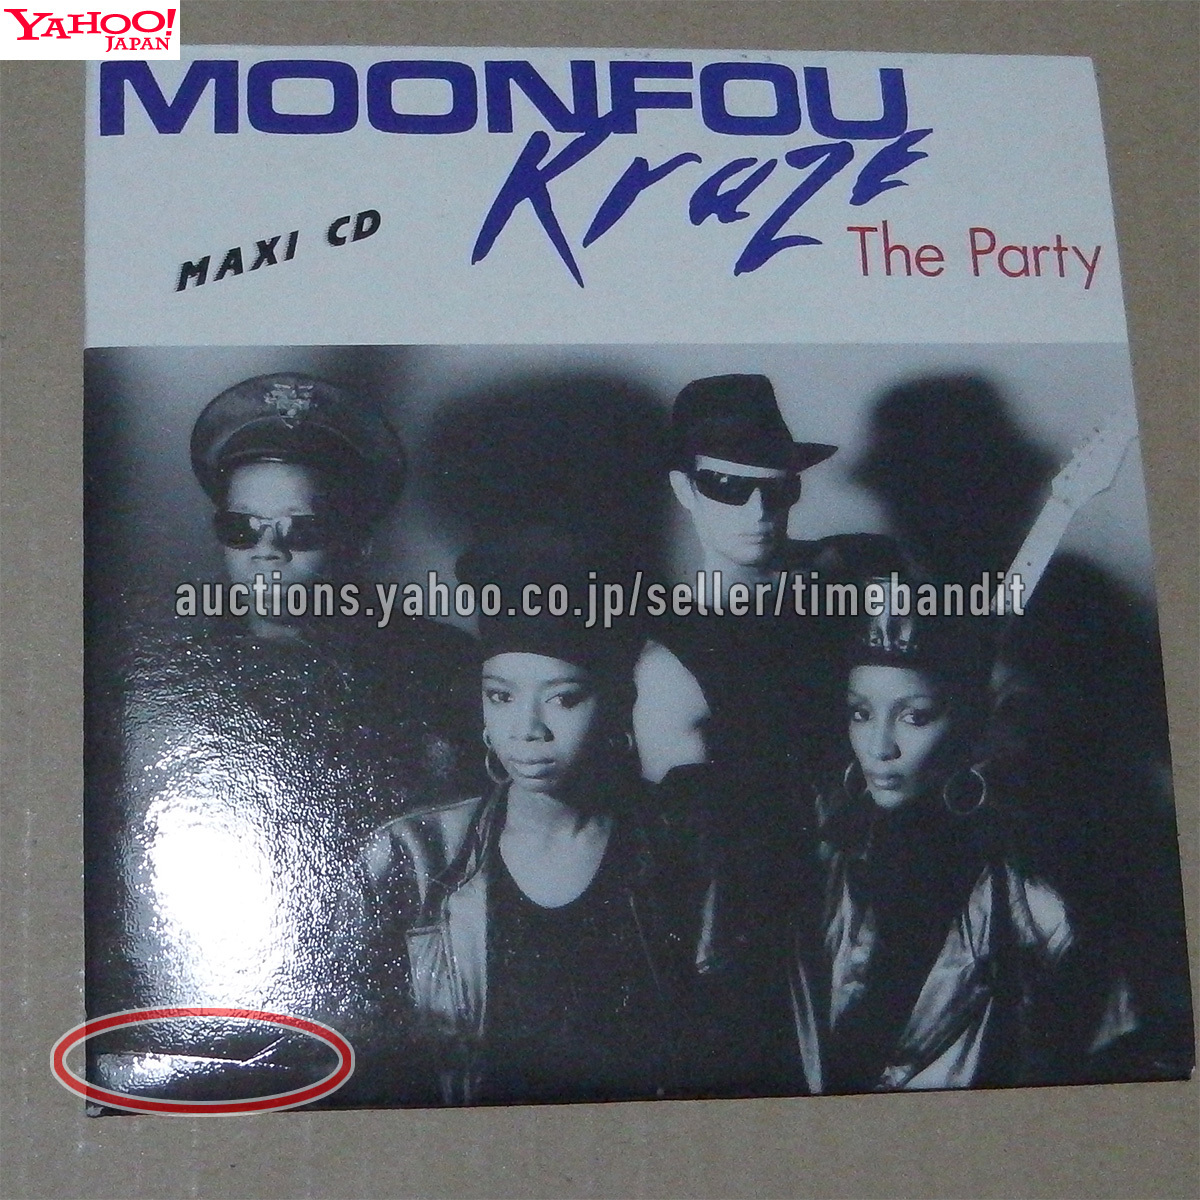 YAHOO!
JAPAN
MOONFOU
Kraze
MAXI CD
The Party
auctions.yahoo.co.jp/seller/timebandit